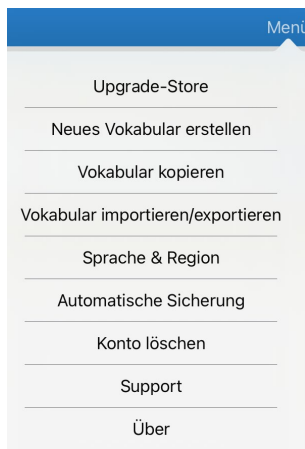 Menü
Upgrade-Store
Neues Vokabular erstellen
Vokabular kopieren
Vokabular importieren/exportieren
Sprache & Region
Automatische Sicherung
Konto löschen
Support
Über